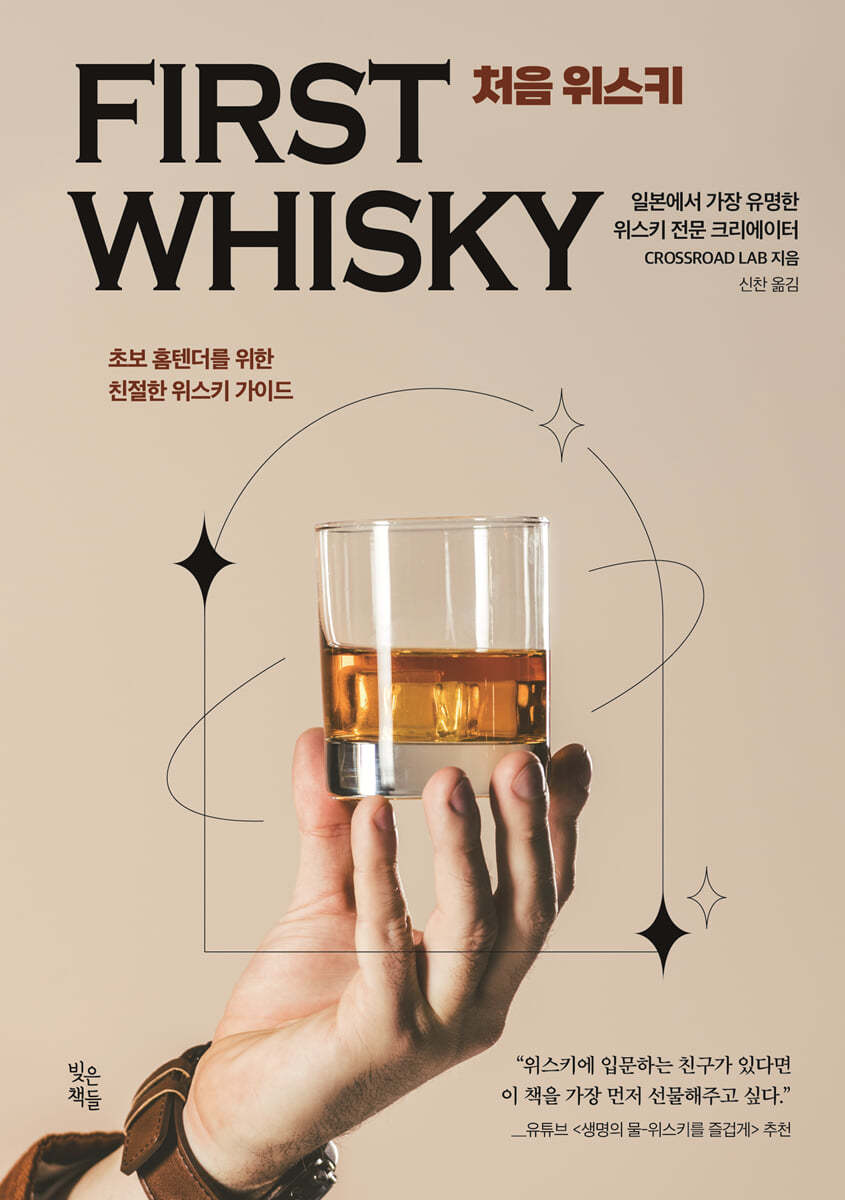 FIRST
처음 위스키
WHISKY
일본에서 가장 유명한
위스키 전문 크리에이터
CROSSROAD LAB 지음
신찬 옮김
초보 홈텐더를 위한
친절한 위스키 가이드
빚은
책들
“위스키에 입문하는 친구가 있다면
이 책을 가장 먼저 선물해주고 싶다.”
__유튜브 <생명의 물-위스키를 즐겁게> 추천